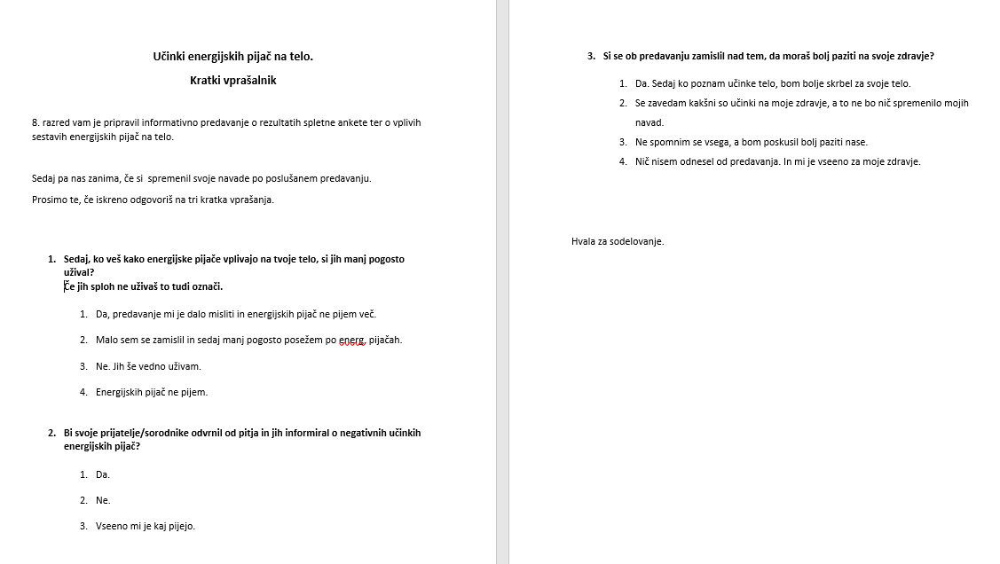 Učinki energijskih pijač na telo.
Kratki vprašalnik
8. razred vam je pripravil informativno predavanje o rezultatih spletne ankete ter o vplivih
sestavih energijskih pijač na telo.
Sedaj pa nas zanima, če si  spremenil svoje navade po poslušanem predavanju.
Prosimo te, če iskreno odgovoriš na tri kratka vprašanja.
1. Sedaj, ko veš kako energijske pijače vplivajo na tvoje telo, si jih manj pogosto
užival?
Če jih sploh ne uživaš to tudi označi.
1. Da, predavanje mi je dalo misliti in energijskih pijač ne pijem več.
2. Malo sem se zamislil in sedaj manj pogosto posežem po energ. pijačah.
3. Ne. Jih še vedno uživam.
4. Energijskih pijač ne pijem.
2. Bi svoje prijatelje/sorodnike odvrnil od pitja in jih informiral o negativnih učinkih
energijskih pijač?
1. Da.
2. Ne.
3. Vseeno mi je kaj pijejo.
3. Si se ob predavanju zamislil nad tem, da moraš bolj paziti na svoje zdravje?
1. Da. Sedaj ko poznam učinke telo, bom bolje skrbel za svoje telo.
2. Se zavedam kakšni so učinki na moje zdravje, a to ne bo nič spremenilo mojih
navad.
3. Ne spomnim se vsega, a bom poskusil bolj paziti nase.
4. Nič nisem odnesel od predavanja. In mi je vseeno za moje zdravje.
Hvala za sodelovanje.